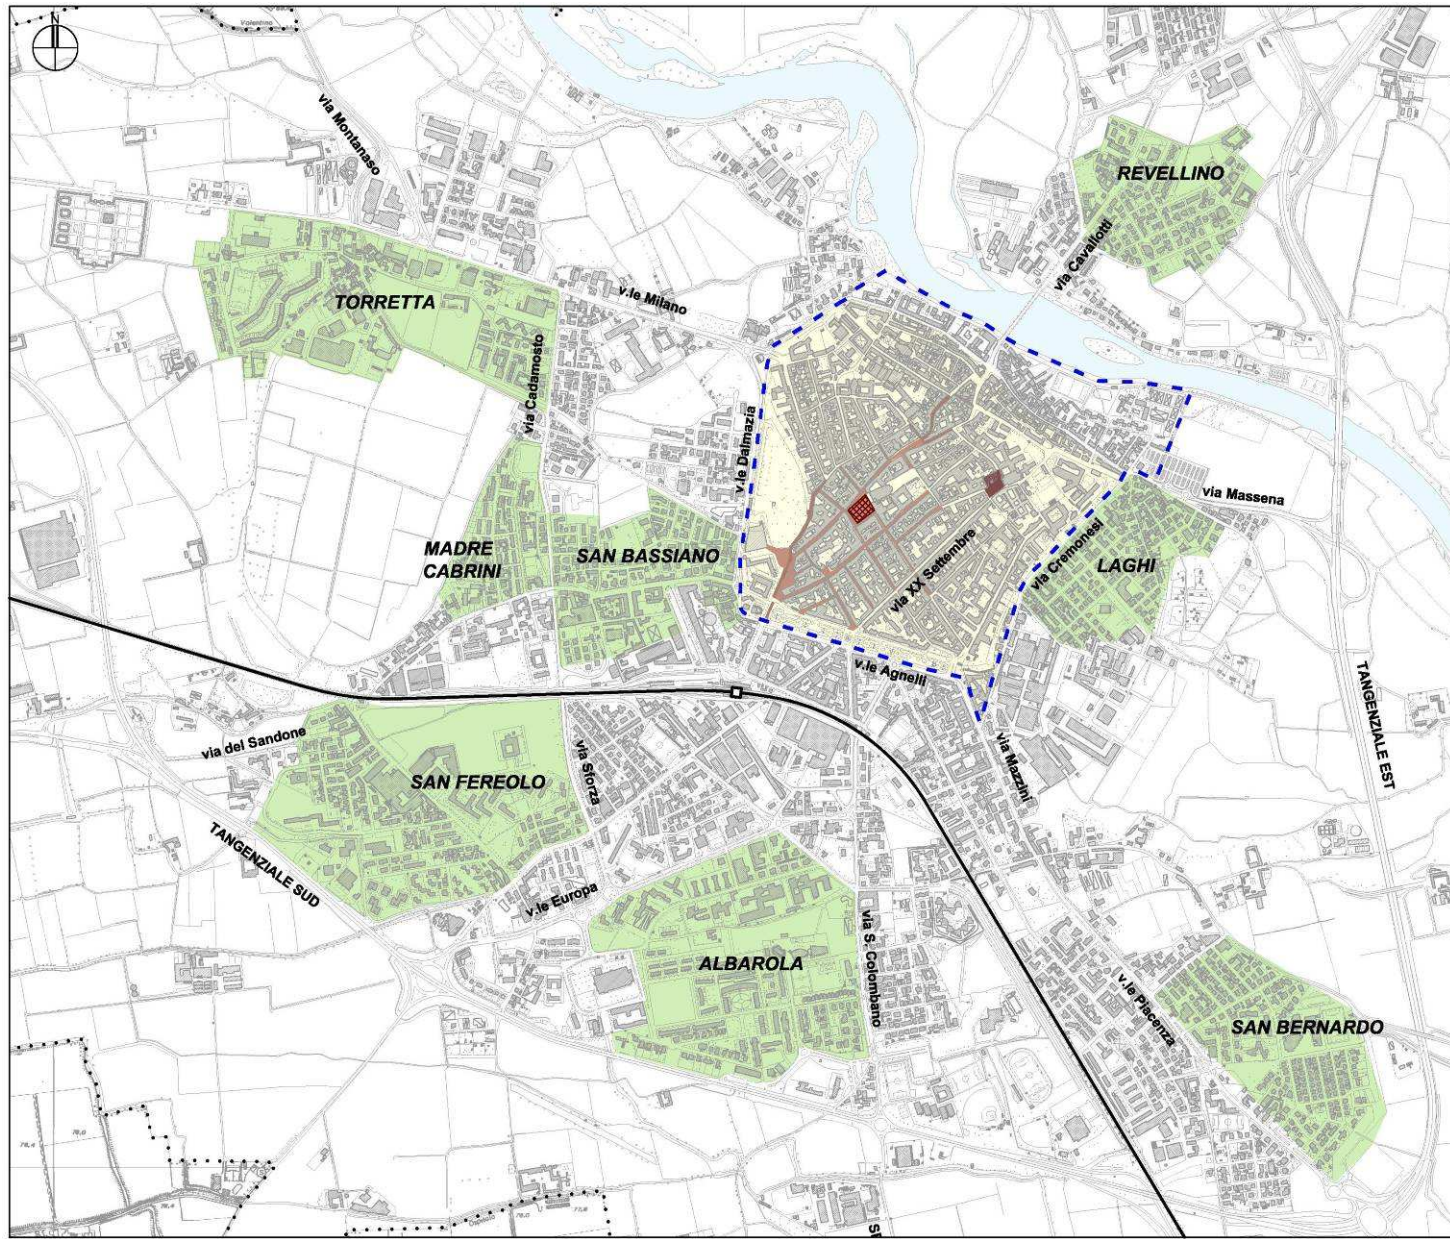 N
via Montanaso
REVELLINO
via Cavallotti
TORRETTA
v.le Milano
via Cadamosto
v.le Dalmazia
via Massena
MADRE
CABRINI
SAN BASSIANO
via XX Settembre
via Cremonesi
LAGHI
v.le Agnelli
TANGENZIALE EST
via del Sandone
SAN FEREOLO
via Sforza
via Mazzini
TANGENZIALE SUD
v.le Europa
ALBAROLA
via S. Colombano
v.le Piacenza
SAN BERNARDO